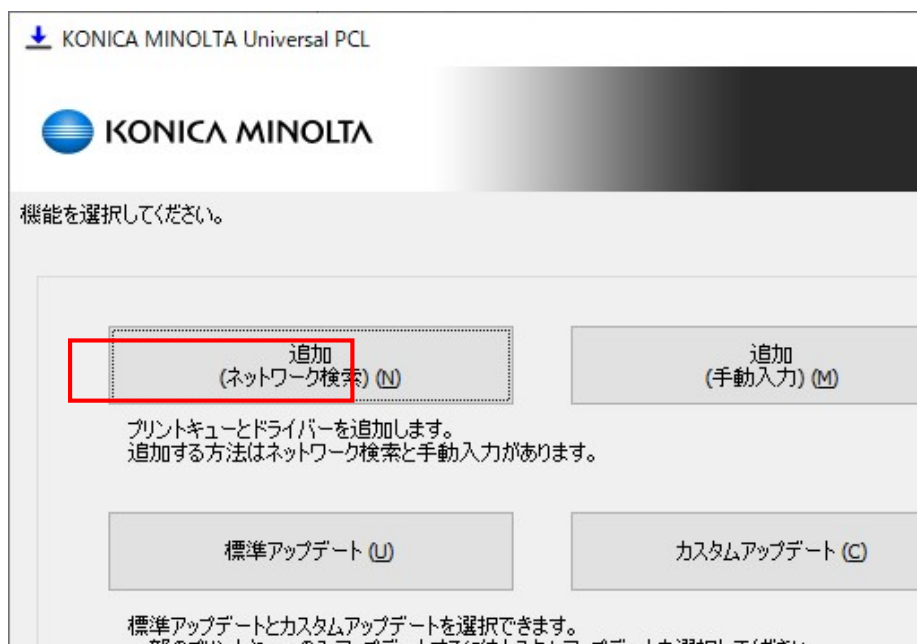 KONICA MINOLTA Universal PCL
KONICA MINOLTA
機能を選択してください。
追加
(ネットワーク検索) (N)
追加
(手動入力) (M)
プリントキューとドライバーを追加します。
追加する方法はネットワーク検索と手動入力があります。
標準アップデート (U)
カスタムアップデート (C)
標準アップデートとカスタムアップデートを選択できます。